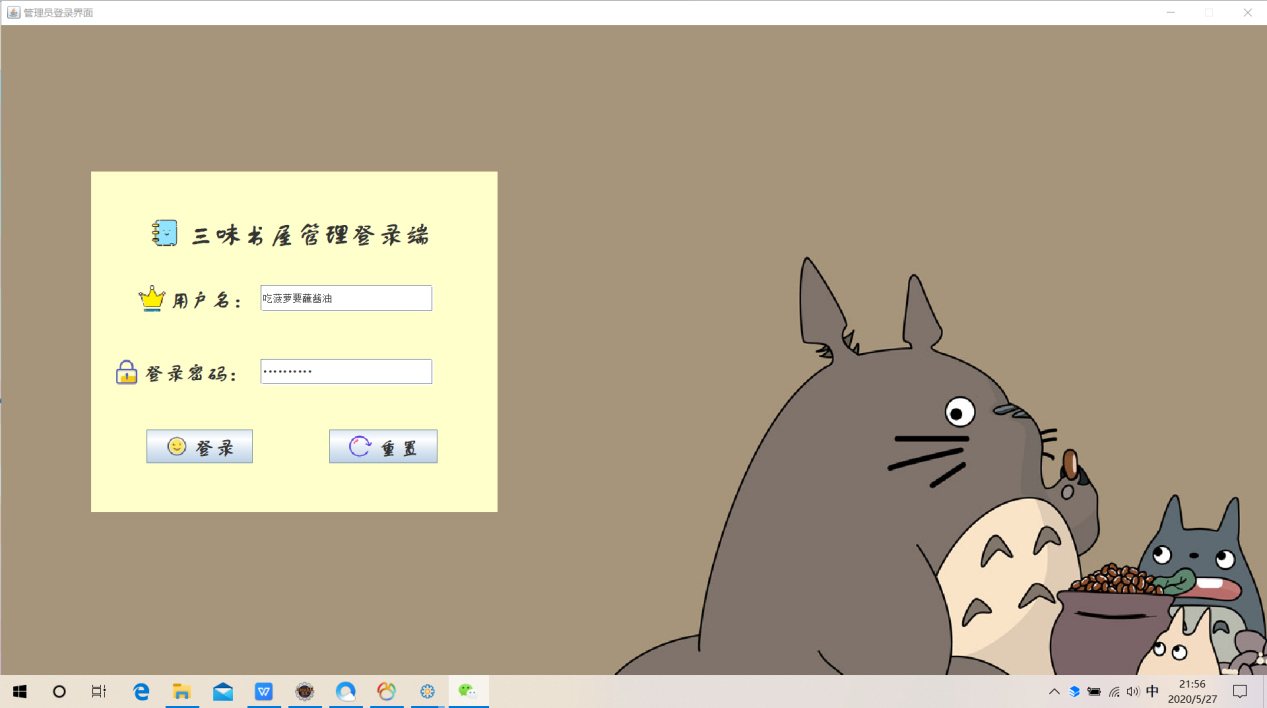 管理员登录界面
三味书屋管理登录端
用户名：
吃菠萝要蘸酱油
登录密码：
••••••••••
登录
重置
中
21:56
2020/5/27